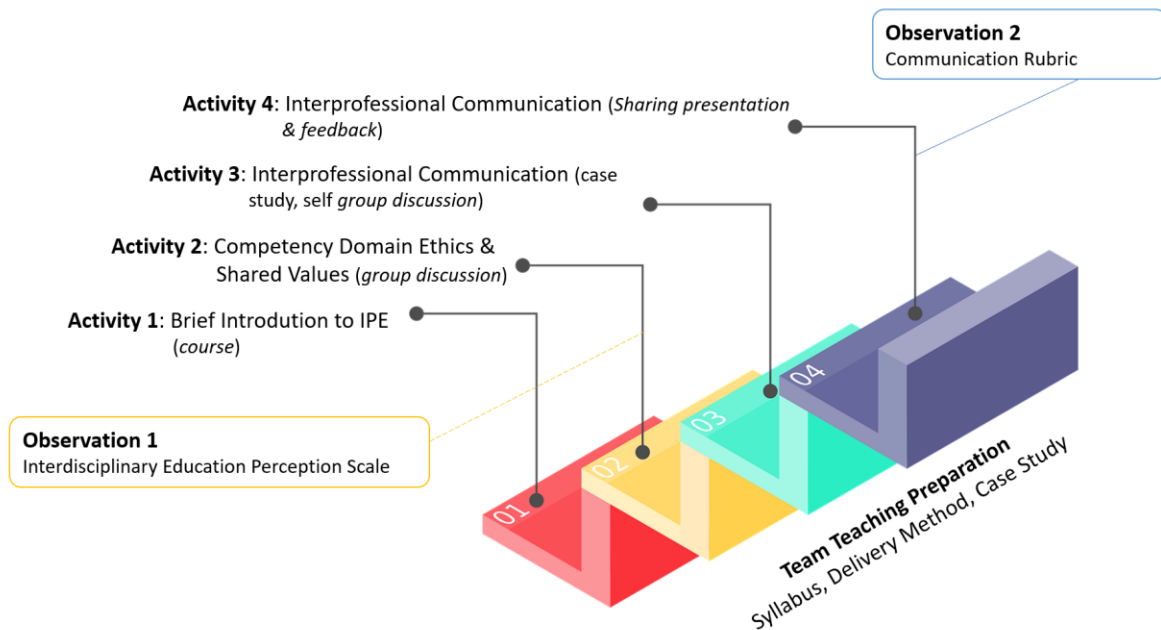 Observation 2
Communication Rubric
Activity 4: Interprofessional Communication (Sharing presentation
& feedback)
Activity 3: Interprofessional Communication (case
study, self group discussion)
Activity 2: Competency Domain Ethics &
Shared Values (group discussion)
Activity 1: Brief Introdution to IPE
(course)
Observation 1
Interdisciplinary Education Perception Scale
01
02
03
04
Team Teaching Preparation
Syllabus, Delivery Method, Case Study